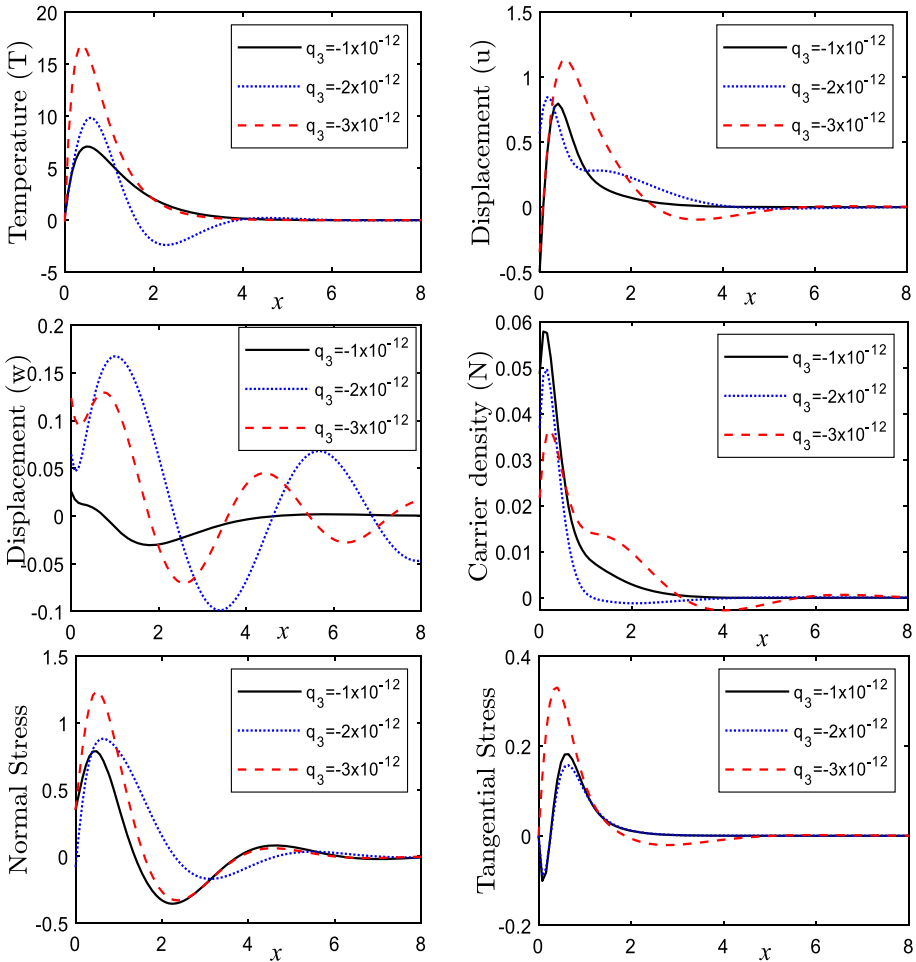 Temperature (T)
20
15
10
5
0
-5
0 2 4 6 8
x
q3=-1x10-12
q3=-2x10-12
q3=-3x10-12
Displacement (u)
1.5
1
0.5
0
-0.5
0 2 4 6 8
x
q3=-1x10-12
q3=-2x10-12
q3=-3x10-12
Displacement (w)
0.2
0.15
0.1
0.05
0
-0.05
-0.1
0 2 4 6 8
x
q3=-1x10-12
q3=-2x10-12
q3=-3x10-12
Carrier density (N)
0.06
0.05
0.04
0.03
0.02
0.01
0
0 2 4 6 8
x
q3=-1x10-12
q3=-2x10-12
q3=-3x10-12
Normal Stress
1.5
1
0.5
0
-0.5
0 2 4 6 8
x
q3=-1x10-12
q3=-2x10-12
q3=-3x10-12
Tangential Stress
0.4
0.2
0
-0.2
0 2 4 6 8
x
q3=-1x10-12
q3=-2x10-12
q3=-3x10-12